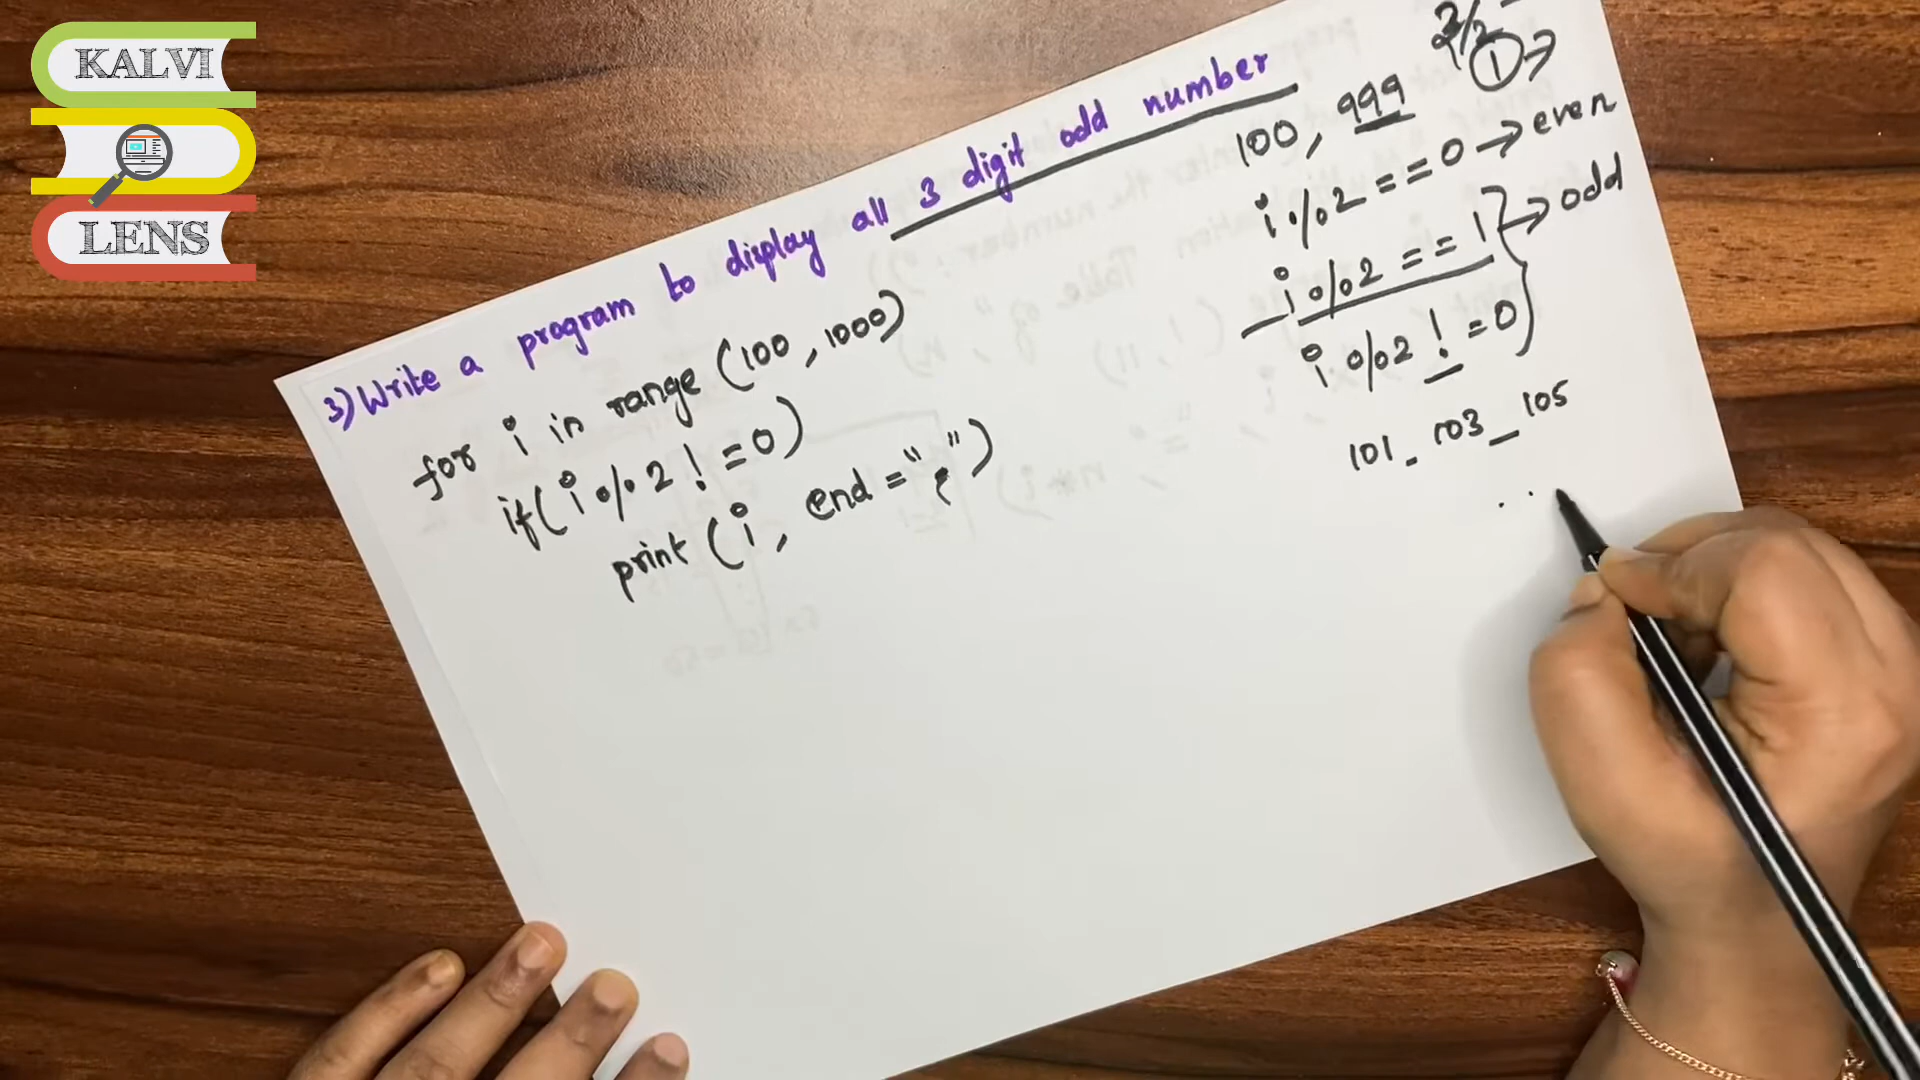 KALVI
LENS
3) Write a program to display all 3 digit odd number
for i in range (100, 1000)
if (i % 2 != 0)
print (i, end = " ")
100, 999
i % 2 == 0 → even
i % 2 == 1 → odd
i % 2 != 0
101 - 103 - 105
. . .